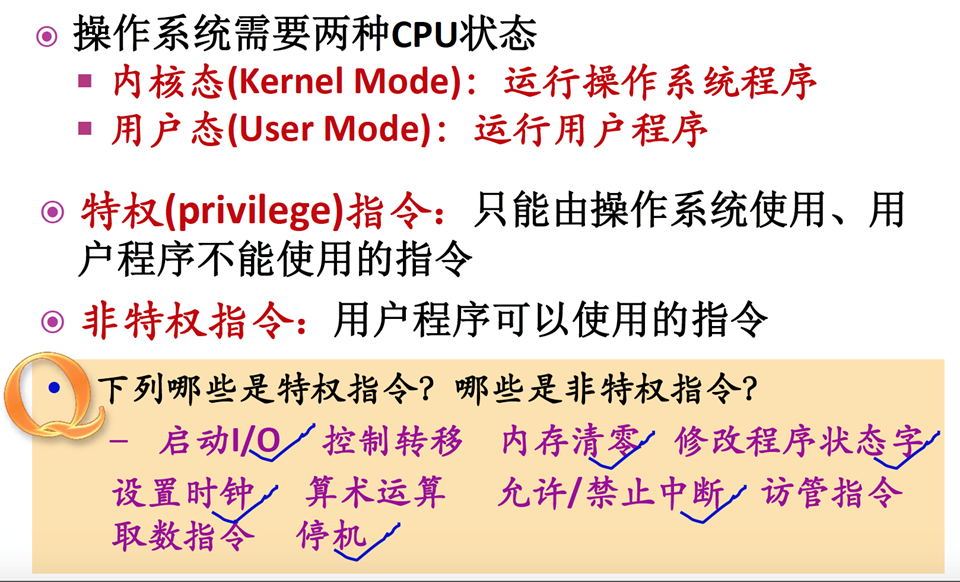 操作系统需要两种CPU状态
内核态(Kernel Mode)：运行操作系统程序
用户态(User Mode)：运行用户程序
特权(privilege)指令：只能由操作系统使用、用
户程序不能使用的指令
非特权指令：用户程序可以使用的指令
Q
下列哪些是特权指令？哪些是非特权指令？
– 启动I/O 控制转移 内存清零 修改程序状态字
设置时钟 算术运算 允许/禁止中断 访管指令
取数指令 停机